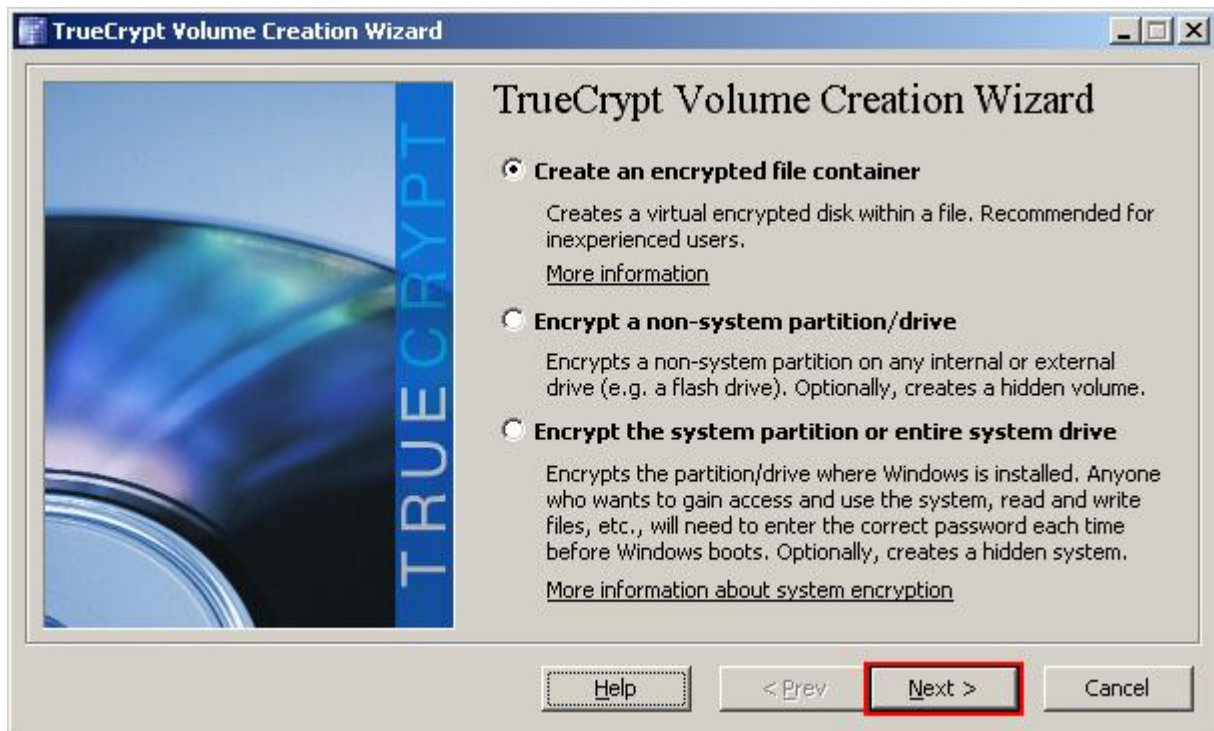 TrueCrypt Volume Creation Wizard
TRUECRYPT
TrueCrypt Volume Creation Wizard
Create an encrypted file container
Creates a virtual encrypted disk within a file. Recommended for
inexperienced users.
More information
Encrypt a non-system partition/drive
Encrypts a non-system partition on any internal or external
drive (e.g. a flash drive). Optionally, creates a hidden volume.
Encrypt the system partition or entire system drive
Encrypts the partition/drive where Windows is installed. Anyone
who wants to gain access and use the system, read and write
files, etc., will need to enter the correct password each time
before Windows boots. Optionally, creates a hidden system.
More information about system encryption
Help < Prev Next > Cancel